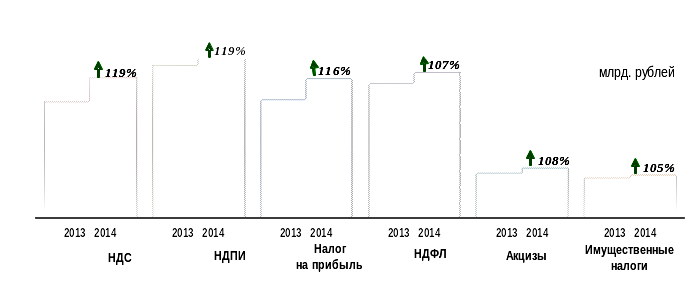 119%
119%
116%
107%
млрд. рублей
108%
105%
2013 2014
2013 2014
2013 2014
2013 2014
2013 2014
2013 2014
НДС
НДПИ
Налог
на прибыль
НДФЛ
Акцизы
Имущественные
налоги